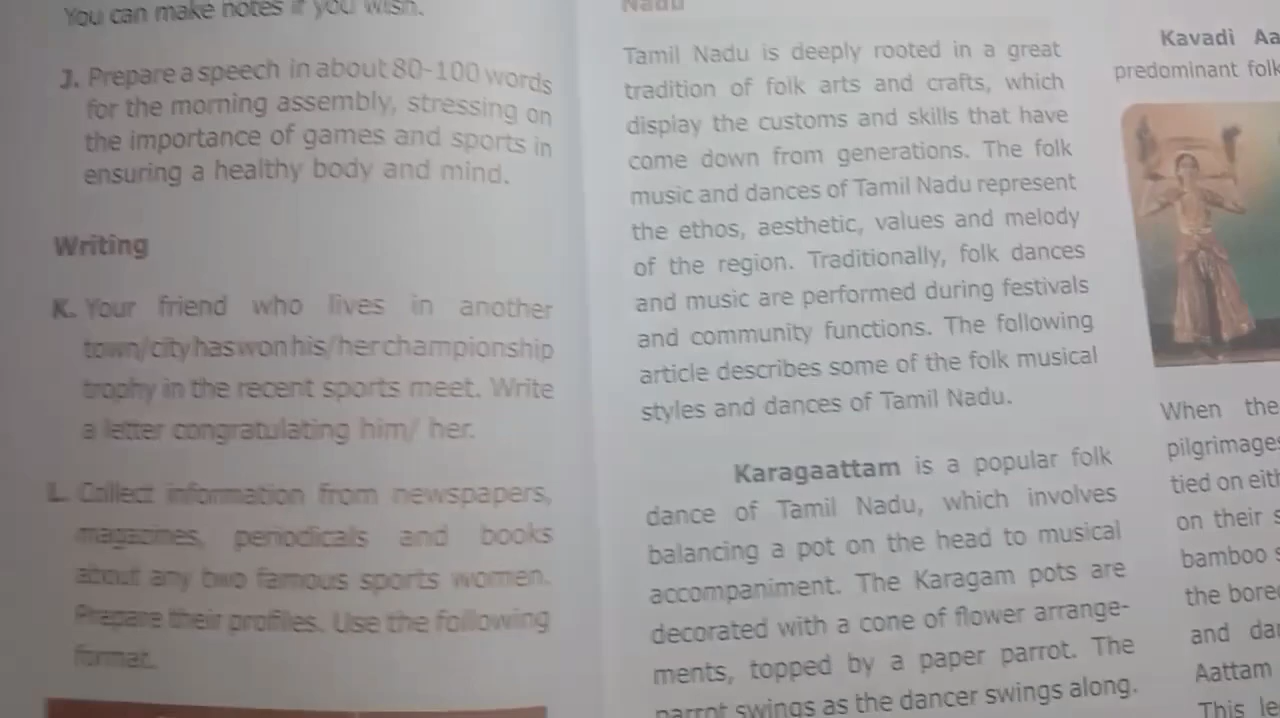 You can make notes if you wish.
J. Prepare a speech in about 80-100 words
for the morning assembly, stressing on
the importance of games and sports in
ensuring a healthy body and mind.
Writing
K. Your friend who lives in another
town/city has won his/her championship
trophy in the recent sports meet. Write
a letter congratulating him/ her.
L. Collect information from newspapers,
magazines, periodicals and books
about any two famous sports women.
Prepare their profiles. Use the following
format.
Nadu
Tamil Nadu is deeply rooted in a great
tradition of folk arts and crafts, which
display the customs and skills that have
come down from generations. The folk
music and dances of Tamil Nadu represent
the ethos, aesthetic, values and melody
of the region. Traditionally, folk dances
and music are performed during festivals
and community functions. The following
article describes some of the folk musical
styles and dances of Tamil Nadu.
Karagaattam is a popular folk
dance of Tamil Nadu, which involves
balancing a pot on the head to musical
accompaniment. The Karagam pots are
decorated with a cone of flower arrange-
ments, topped by a paper parrot. The
parrot swings as the dancer swings along.
Kavadi Aa
predominant folk
When the
pilgrimages
tied on eith
on their s
bamboo s
the bored
and dan
Aattam
This le